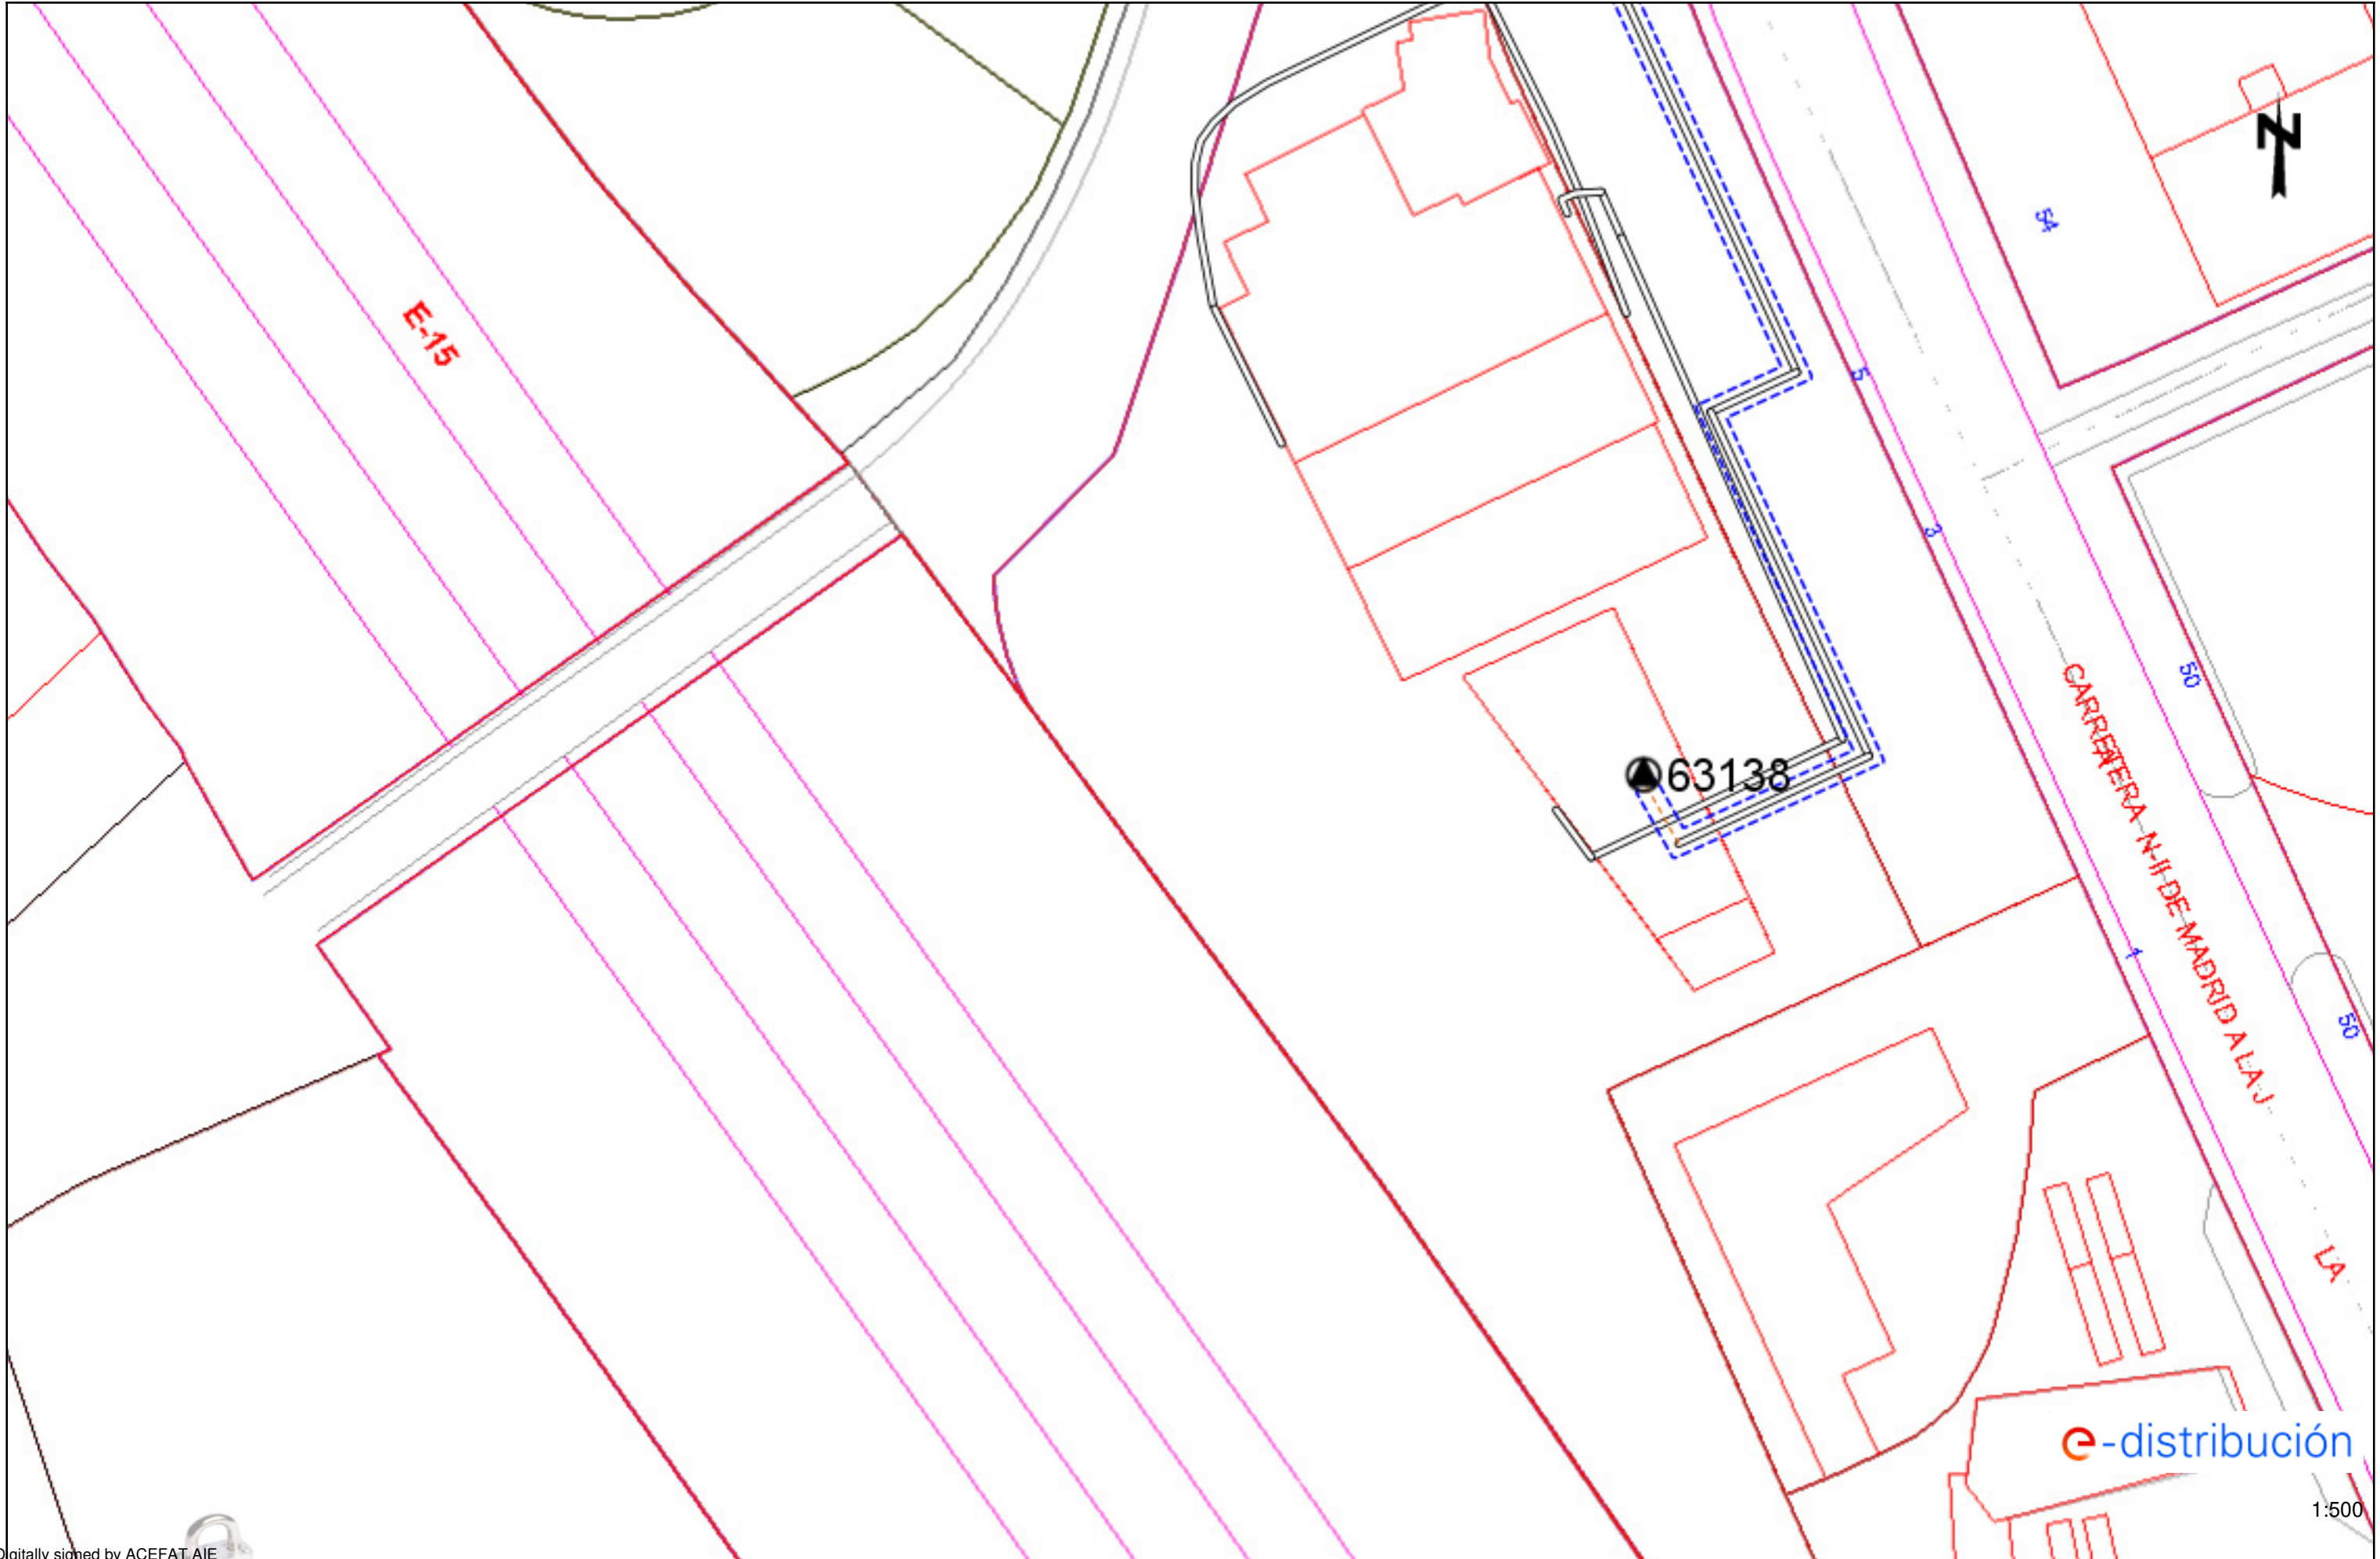 N
54
E-15
5
3
50
CARRETERA N-II DE MADRID A LA J
63138
1
50
LA
e-distribución
1:500
Digitally signed by ACEFAT AIE